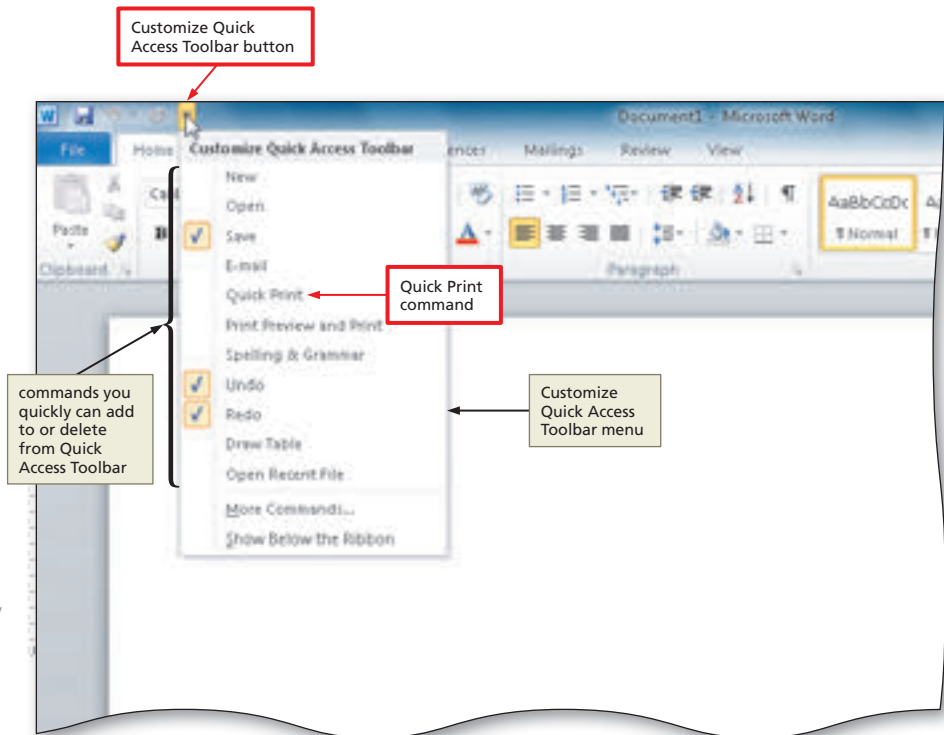 Customize Quick
Access Toolbar button
W
Document1 - Microsoft Word
File Home ences Mailings Review View
Customize Quick Access Toolbar
New
Open
Save
E-mail
Quick Print
Print Preview and Print
Spelling & Grammar
Undo
Redo
Draw Table
Open Recent File
More Commands...
Show Below the Ribbon
Paste
B
A
Clipboard
Paragraph
AaBbCcDc
¶ Normal
Quick Print
command
commands you
quickly can add
to or delete
from Quick
Access Toolbar
Customize
Quick Access
Toolbar menu